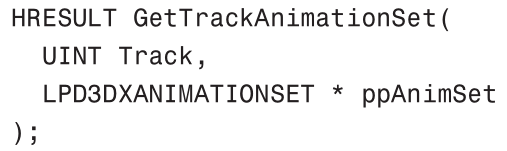 HRESULT GetTrackAnimationSet(
  UINT Track,
  LPD3DXANIMATIONSET * ppAnimSet
);